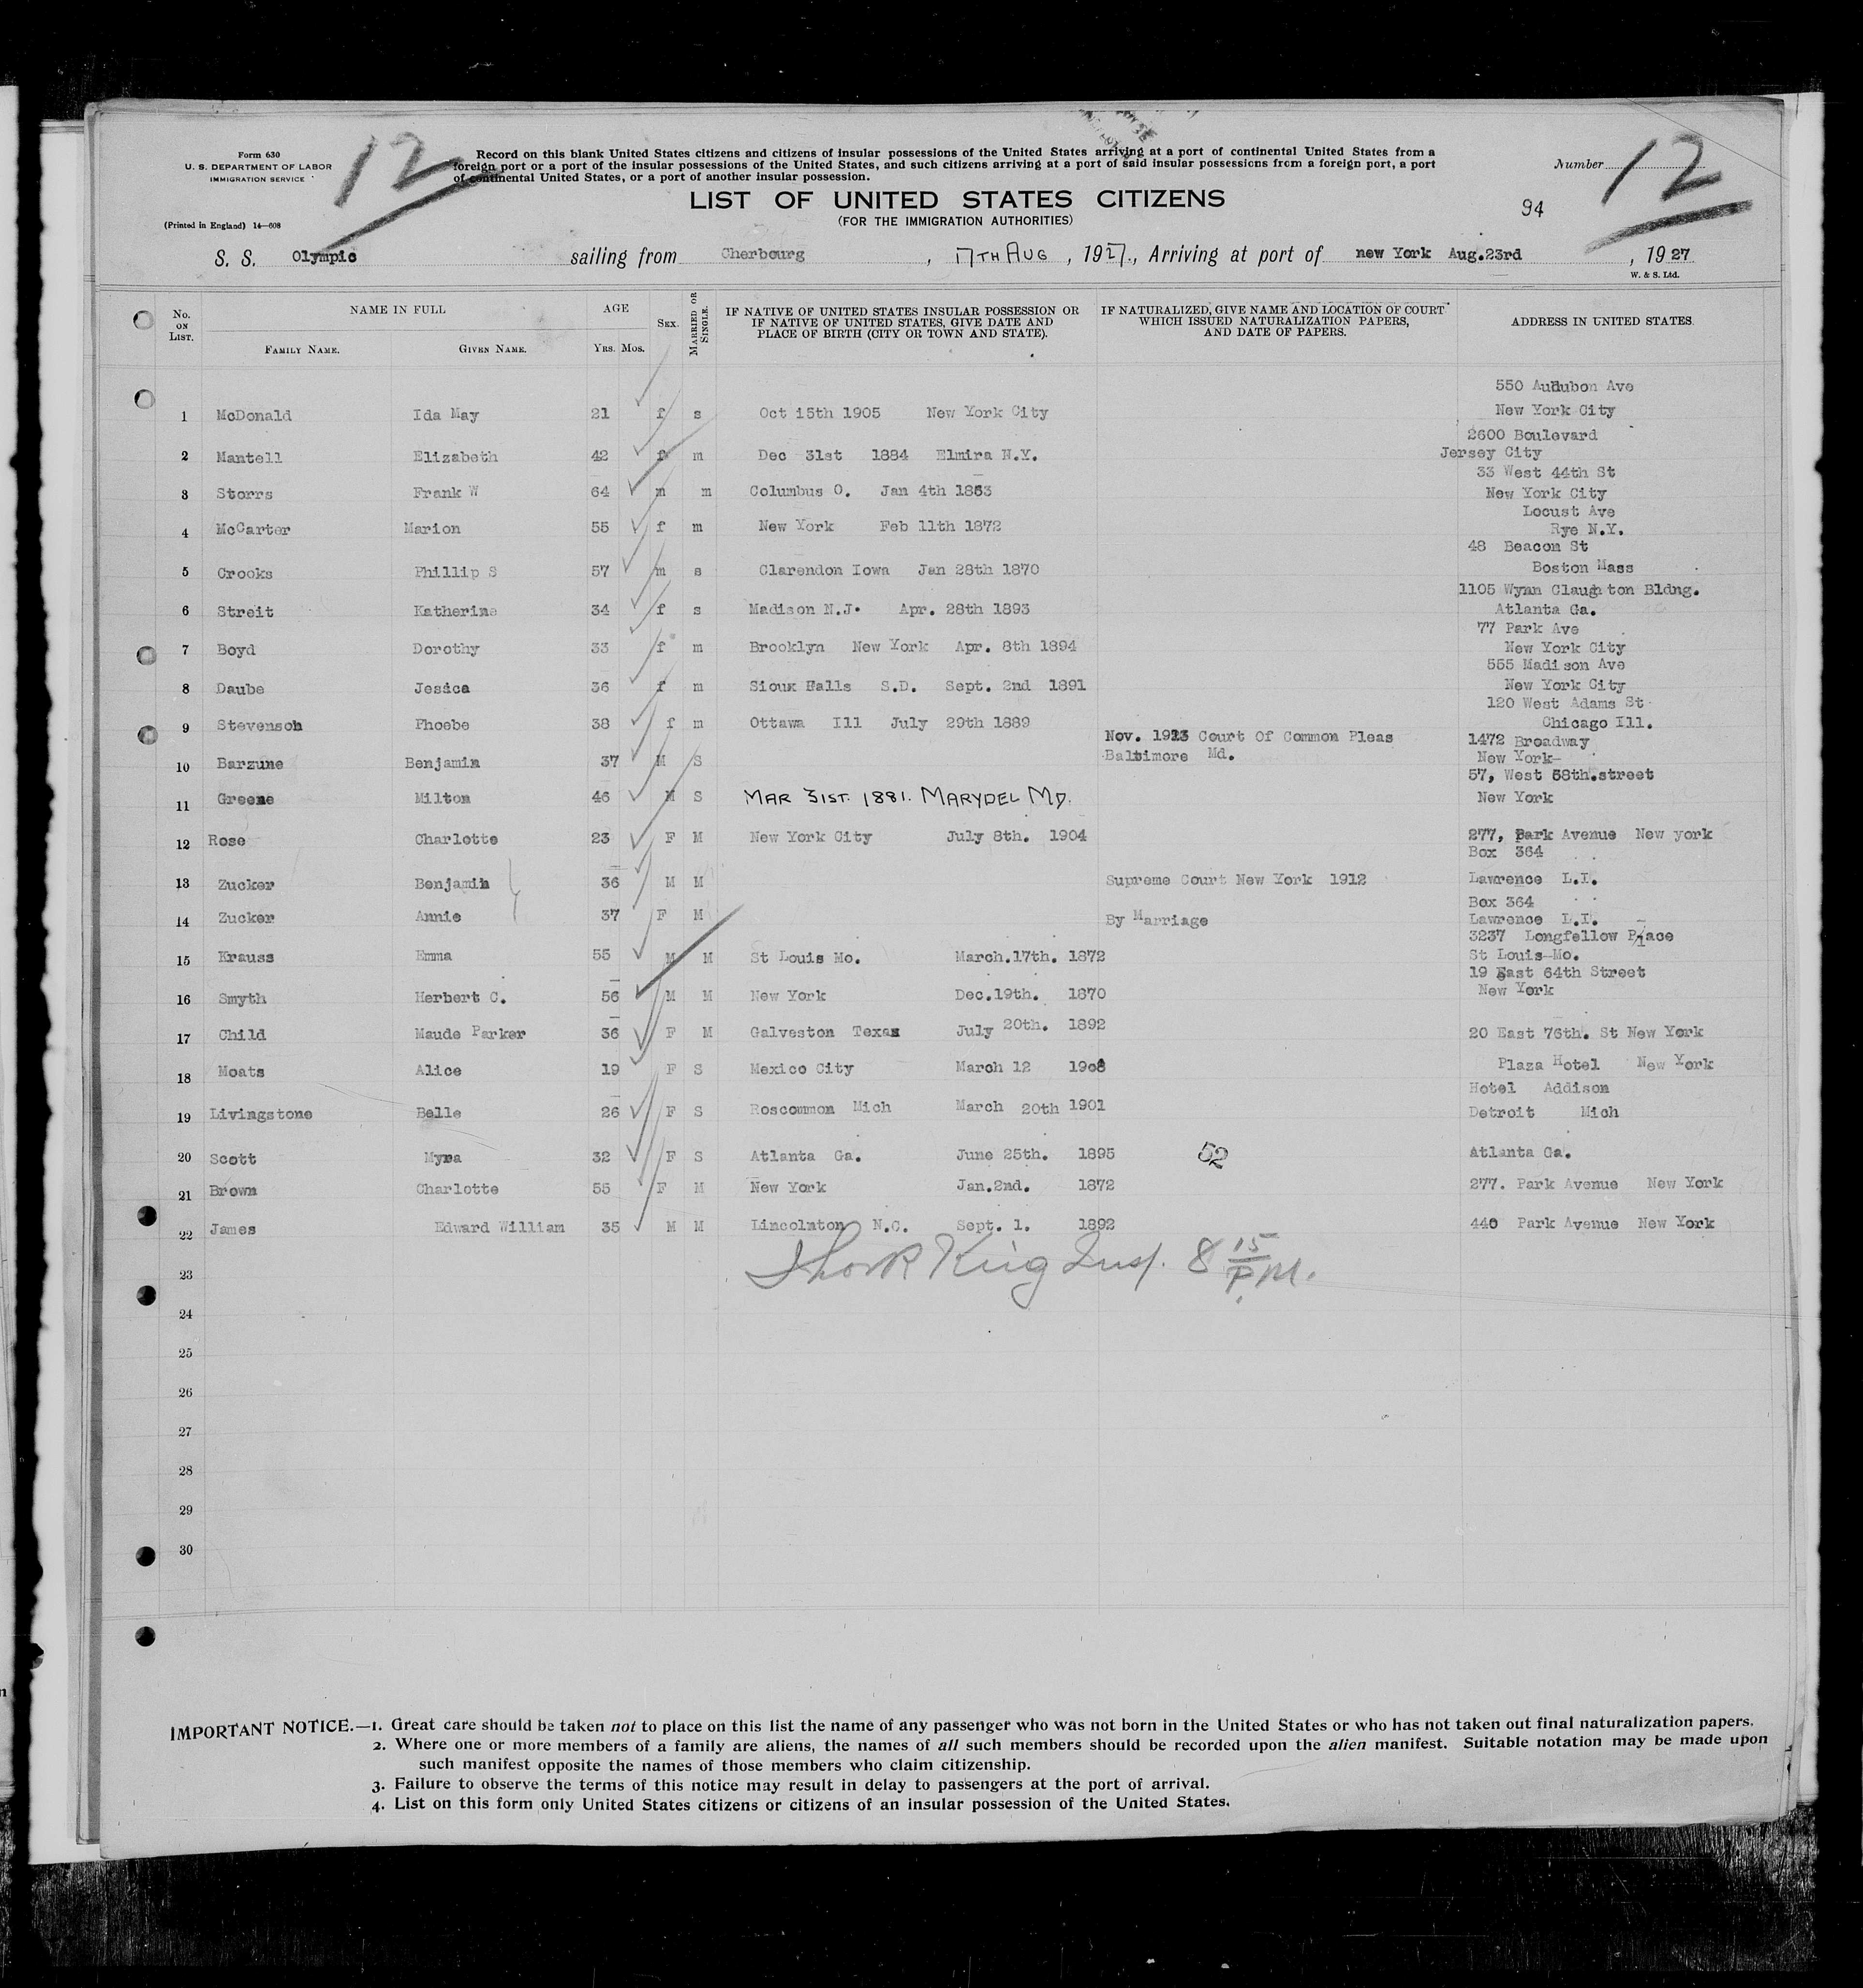 Form 630
U. S. DEPARTMENT OF LABOR
IMMIGRATION SERVICE
(Printed in England) 14—608
12
Record on this blank United States citizens and citizens of insular possessions of the United States arriving at a port of continental United States from a
foreign port or a port of the insular possessions of the United States, and such citizens arriving at a port of said insular possessions from a foreign port, a port
of continental United States, or a port of another insular possession.
LIST OF UNITED STATES CITIZENS
(FOR THE IMMIGRATION AUTHORITIES)
Number 12
94
S. S. Olympic sailing from Cherbourg, 17TH AUG, 1927., Arriving at port of new York Aug.23rd, 1927
W. & S. Ltd.
No. ON LIST. NAME IN FULL AGE SEX. MARRIED OR SINGLE. IF NATIVE OF UNITED STATES INSULAR POSSESSION OR IF NATIVE OF UNITED STATES, GIVE DATE AND PLACE OF BIRTH (CITY OR TOWN AND STATE). IF NATURALIZED, GIVE NAME AND LOCATION OF COURT WHICH ISSUED NATURALIZATION PAPERS, AND DATE OF PAPERS. ADDRESS IN UNITED STATES.
FAMILY NAME. GIVEN NAME. YRS. MOS.
550 Audubon Ave
1 McDonald Ida May 21 f s Oct 15th 1905 New York City New York City
2600 Boulevard
2 Mantell Elizabeth 42 f m Dec 31st 1884 Elmira N.Y. Jersey City
33 West 44th St
3 Storrs Frank W 64 m m Columbus O. Jan 4th 1863 New York City
Locust Ave
4 McCarter Marion 55 f m New York Feb 11th 1872 Rye N.Y.
48 Beacon St
5 Crooks Phillip S 57 m s Clarendon Iowa Jan 28th 1870 Boston Mass
1105 Wynn Claughton Bldng.
6 Streit Katherine 34 f s Madison N.J. Apr. 28th 1893 Atlanta Ga.
77 Park Ave
7 Boyd Dorothy 33 f m Brooklyn New York Apr. 8th 1894 New York City
555 Madison Ave
8 Daube Jesica 36 f m Sioux Falls S.D. Sept. 2nd 1891 New York City
120 West Adams St
9 Stevenson Phoebe 38 f m Ottawa Ill July 29th 1889 Chicago Ill.
Nov. 1923 Court Of Common Pleas 1472 Broadway
10 Barzune Benjamin 37 M S Baltimore Md. New York—
57, West 58th.street
11 Greene Milton 46 M S MAR 31ST. 1881. MARYDEL MD. New York
12 Rose Charlotte 23 F M New York City July 8th. 1904 277, Park Avenue New york
Box 364
13 Zucker Benjamin 36 M M Supreme Court New York 1912 Lawrence L.I.
Box 364
14 Zucker Annie 37 F M By Marriage Lawrence L.I.
3237 Longfellow Place
15 Krauss Emma 55 M M St Louis Mo. March.17th. 1872 St Louis—Mo.
19 East 64th Street
16 Smyth Herbert C. 56 M M New York Dec.19th. 1870 New York
17 Child Maude Parker 36 F M Galveston Texas July 20th. 1892 20 East 76th. St New York
18 Moats Alice 19 F S Mexico City March 12 1908 Plaza Hotel New York
Hotel Addison
19 Livingstone Belle 26 F S Roscommon Mich March 20th 1901 Detroit Mich
20 Scott Myra 32 F S Atlanta Ga. June 25th. 1895 52 Atlanta Ga.
21 Brown Charlotte 55 F M New York Jan.2nd. 1872 277. Park Avenue New York
22 James Edward William 35 M M Lincolnton N.C. Sept. 1. 1892 440 Park Avenue New York
23 King Insp. 8 15 P.M.
24
25
26
27
28
29
30
IMPORTANT NOTICE.—1. Great care should be taken not to place on this list the name of any passenger who was not born in the United States or who has not taken out final naturalization papers.
2. Where one or more members of a family are aliens, the names of all such members should be recorded upon the alien manifest. Suitable notation may be made upon
such manifest opposite the names of those members who claim citizenship.
3. Failure to observe the terms of this notice may result in delay to passengers at the port of arrival.
4. List on this form only United States citizens or citizens of an insular possession of the United States.